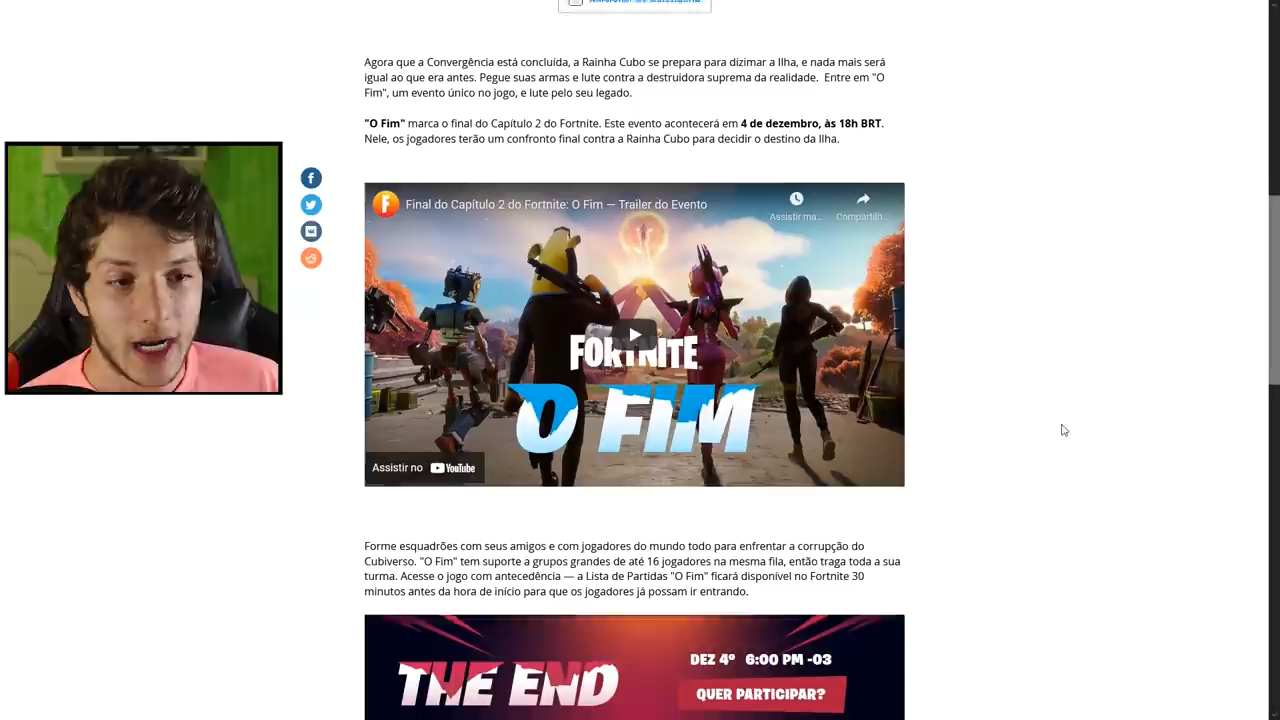 Agora que a Convergência está concluída, a Rainha Cubo se prepara para dizimar a Ilha, e nada mais será
igual ao que era antes. Pegue suas armas e lute contra a destruidora suprema da realidade.  Entre em "O
Fim", um evento único no jogo, e lute pelo seu legado.
"O Fim" marca o final do Capítulo 2 do Fortnite. Este evento acontecerá em 4 de dezembro, às 18h BRT.
Nele, os jogadores terão um confronto final contra a Rainha Cubo para decidir o destino da Ilha.
Final do Capítulo 2 do Fortnite: O Fim — Trailer do Evento
Assistir ma...
Compartilh...
FORTNITE
O FIM
Assistir no YouTube
Forme esquadrões com seus amigos e com jogadores do mundo todo para enfrentar a corrupção do
Cubiverso. "O Fim" tem suporte a grupos grandes de até 16 jogadores na mesma fila, então traga toda a sua
turma. Acesse o jogo com antecedência — a Lista de Partidas "O Fim" ficará disponível no Fortnite 30
minutos antes da hora de início para que os jogadores já possam ir entrando.
THE END
DEZ 4º 6:00 PM -03
QUER PARTICIPAR?